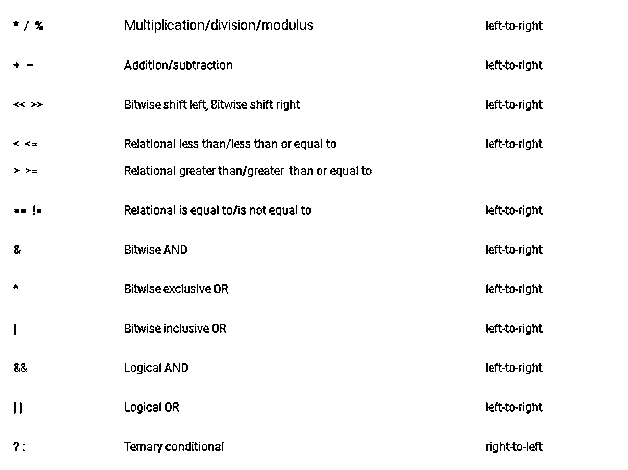 * / % Multiplication/division/modulus left-to-right
+ - Addition/subtraction left-to-right
<< >> Bitwise shift left, Bitwise shift right left-to-right
< <= Relational less than/less than or equal to left-to-right
> >= Relational greater than/greater than or equal to
== != Relational is equal to/is not equal to left-to-right
& Bitwise AND left-to-right
^ Bitwise exclusive OR left-to-right
| Bitwise inclusive OR left-to-right
&& Logical AND left-to-right
|| Logical OR left-to-right
? : Ternary conditional right-to-left